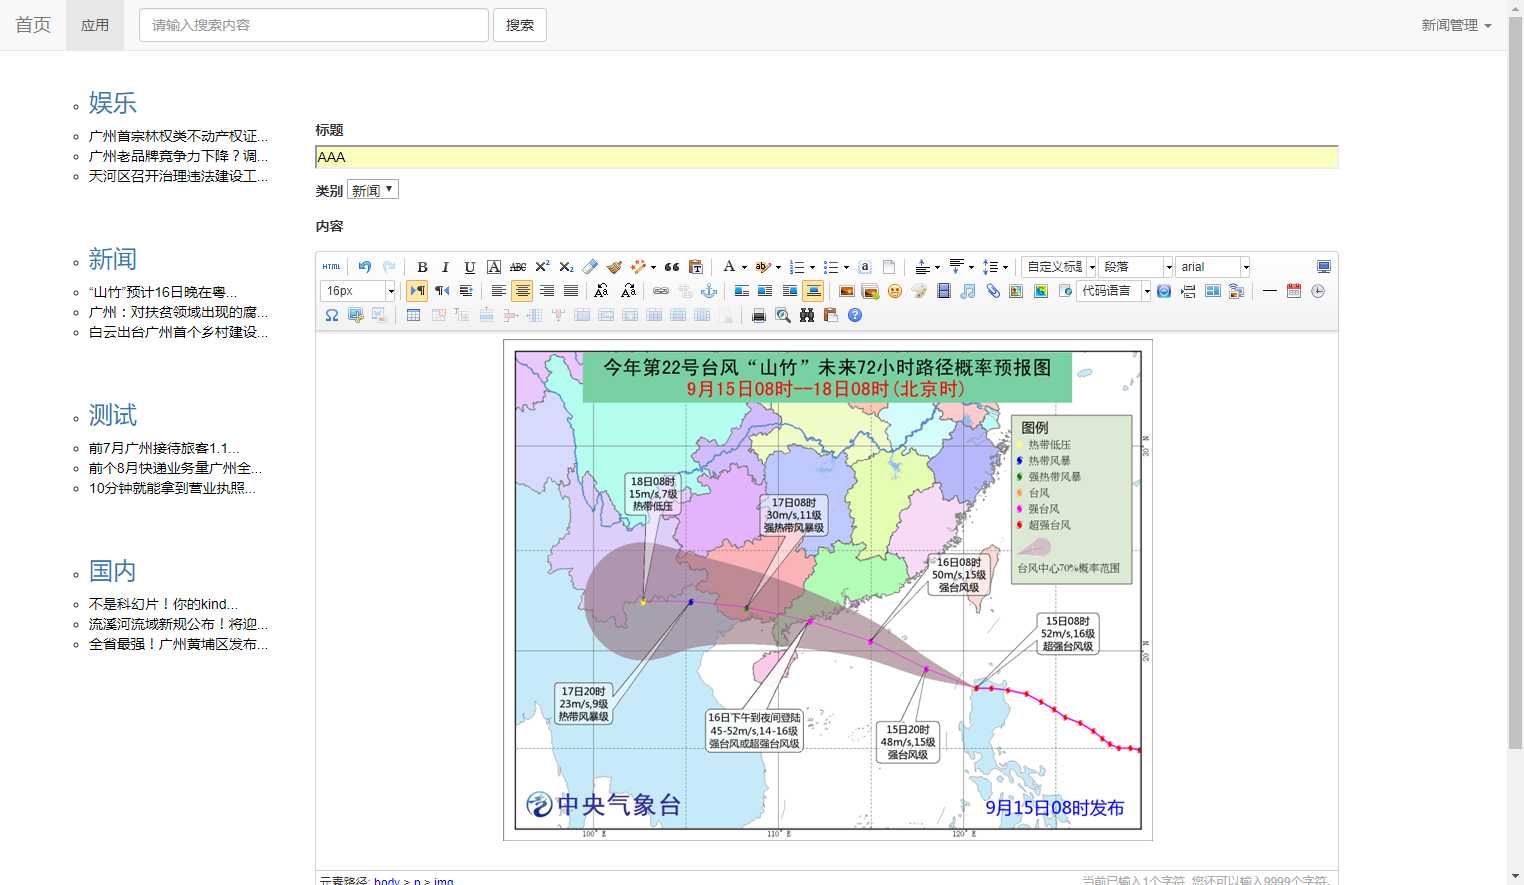 首页 应用 请输入搜索内容 搜索 新闻管理
娱乐
广州首宗林权类不动产权证...
广州老品牌竞争力下降？调...
天河区召开治理违法建设工...
新闻
“山竹”预计16日晚在粤...
广州：对扶贫领域出现的腐...
白云出台广州首个乡村建设...
测试
前7月广州接待旅客1.1...
前个8月快递业务量广州全...
10分钟就能拿到营业执照...
国内
不是科幻片！你的kind...
流溪河流域新规公布！将迎...
全省最强！广州黄埔区发布...
标题
AAA
类别 新闻
内容
HTML 自定义标题 段落 arial
16px 代码语言
今年第22号台风“山竹”未来72小时路径概率预报图
9月15日08时--18日08时(北京时)
图例
热带低压
热带风暴
强热带风暴
台风
强台风
超强台风
台风中心70%概率范围
18日08时
15m/s,7级
热带低压
17日08时
30m/s,11级
强热带风暴级
16日08时
50m/s,15级
强台风级
15日08时
52m/s,16级
超强台风级
17日20时
23m/s,9级
热带风暴级
16日下午到夜间登陆
45-52m/s,14-16级
强台风或超强台风级
15日20时
48m/s,15级
强台风级
30° N
20° N
中央气象台
9月15日08时发布
100° E 110° E 120° E
元素路径: body > p > img 当前已输入1个字符, 您还可以输入9999个字符。